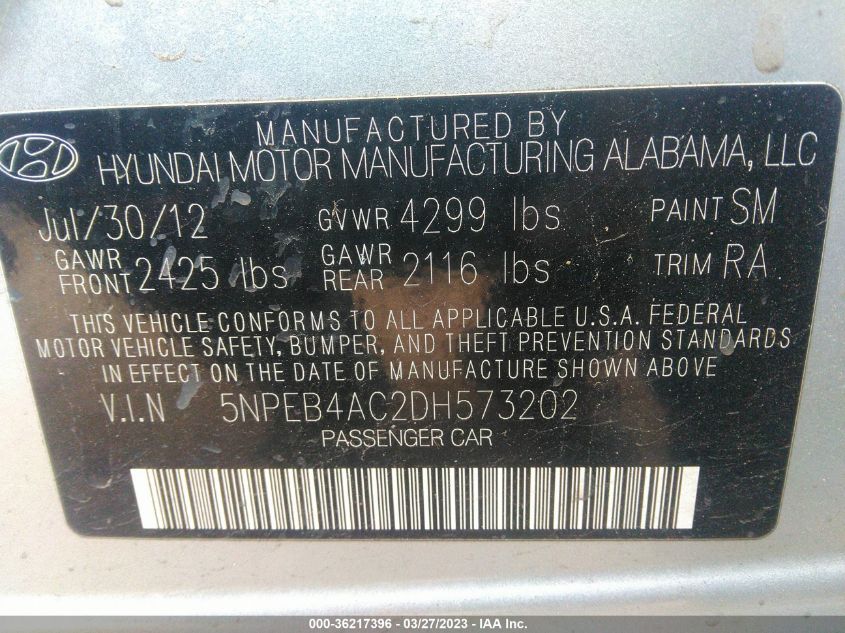 MANUFACTURED BY
HYUNDAI MOTOR MANUFACTURING ALABAMA, LLC
Jul/30/12 GVWR 4299 lbs PAINT SM
GAWR FRONT 2425 lbs GAWR REAR 2116 lbs TRIM RA
THIS VEHICLE CONFORMS TO ALL APPLICABLE U.S.A. FEDERAL
MOTOR VEHICLE SAFETY, BUMPER, AND THEFT PREVENTION STANDARDS
IN EFFECT ON THE DATE OF MANUFACTURE SHOWN ABOVE
V.I.N 5NPEB4AC2DH573202
PASSENGER CAR
000-36217396 - 03/27/2023 - IAA Inc.